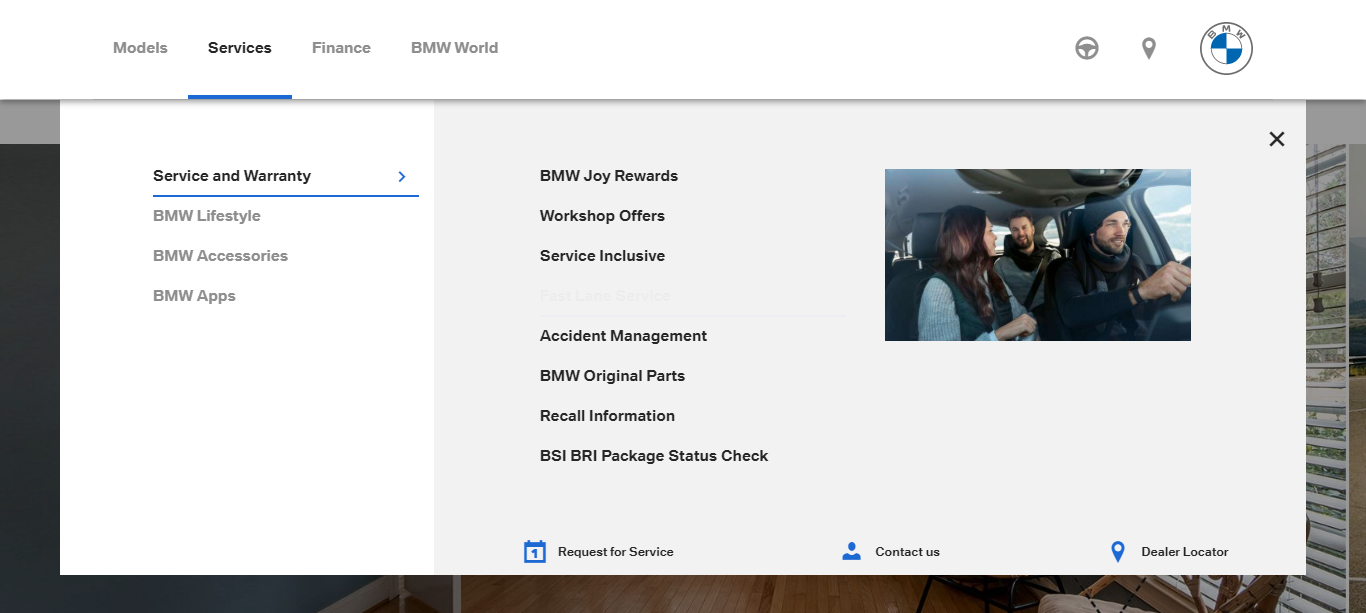 Models
Services
Finance
BMW World
BMW
Service and Warranty
BMW Lifestyle
BMW Accessories
BMW Apps
BMW Joy Rewards
Workshop Offers
Service Inclusive
Fast Lane Service
Accident Management
BMW Original Parts
Recall Information
BSI BRI Package Status Check
1
Request for Service
Contact us
Dealer Locator